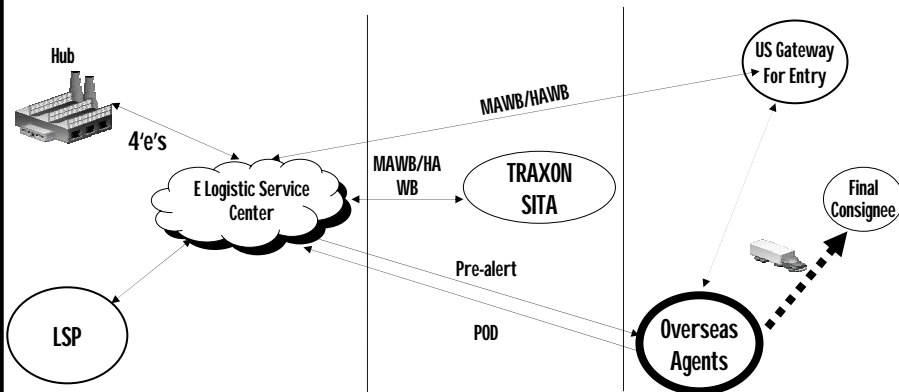 Hub
US Gateway
For Entry
MAWB/HAWB
4'e's
MAWB/HA
WB
TRAXON
SITA
E Logistic Service
Center
Final
Consignee
Pre-alert
POD
LSP
Overseas
Agents